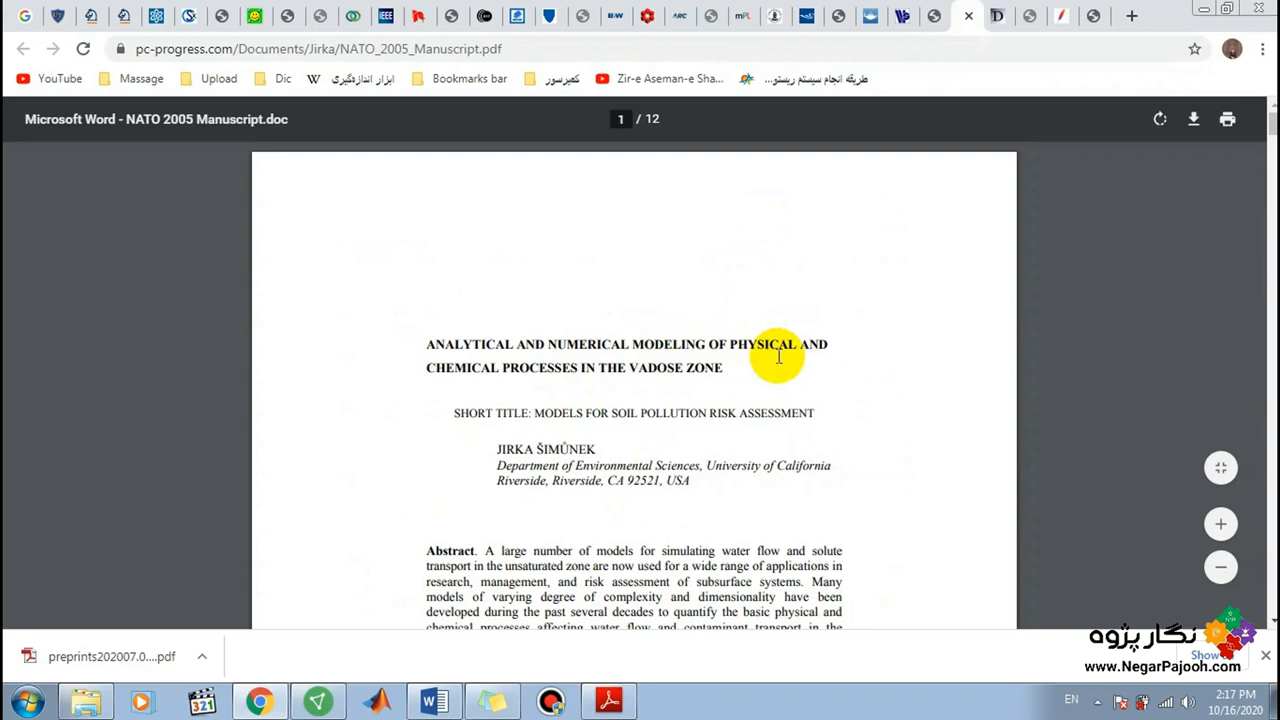 pc-progress.com/Documents/Jirka/NATO_2005_Manuscript.pdf
YouTube
Massage
Upload
Dic
ابزار اندازهگیری
Bookmarks bar
کمپرسور
Zir-e Aseman-e Sha...
طریقه انجام سیستم ریستو...
Microsoft Word - NATO 2005 Manuscript.doc
1 / 12
ANALYTICAL AND NUMERICAL MODELING OF PHYSICAL AND
CHEMICAL PROCESSES IN THE VADOSE ZONE
SHORT TITLE: MODELS FOR SOIL POLLUTION RISK ASSESSMENT
JIRKA ŠIMŮNEK
Department of Environmental Sciences, University of California
Riverside, Riverside, CA 92521, USA
Abstract. A large number of models for simulating water flow and solute
transport in the unsaturated zone are now used for a wide range of applications in
research, management, and risk assessment of subsurface systems. Many
models of varying degree of complexity and dimensionality have been
developed during the past several decades to quantify the basic physical and
chemical processes affecting water flow and contaminant transport in the
نگار پژوه
www.NegarPajooh.com
preprints202007.0....pdf
Show
EN
2:17 PM
10/16/2020